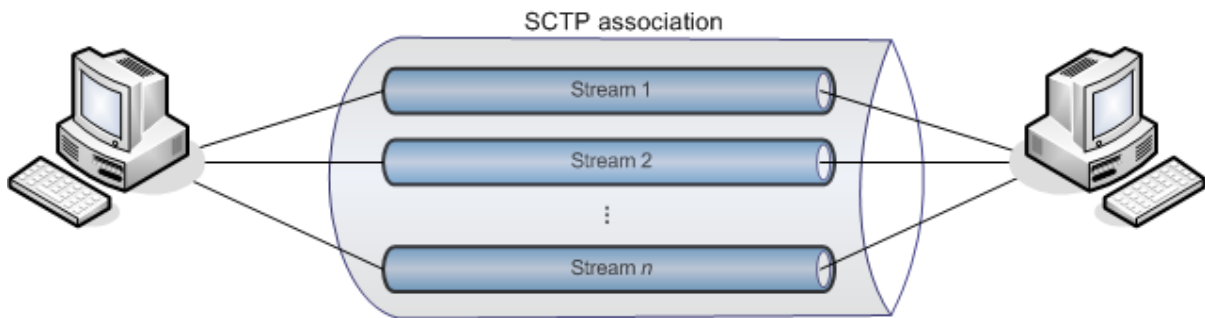 SCTP association
Stream 1
Stream 2
⋮
Stream n